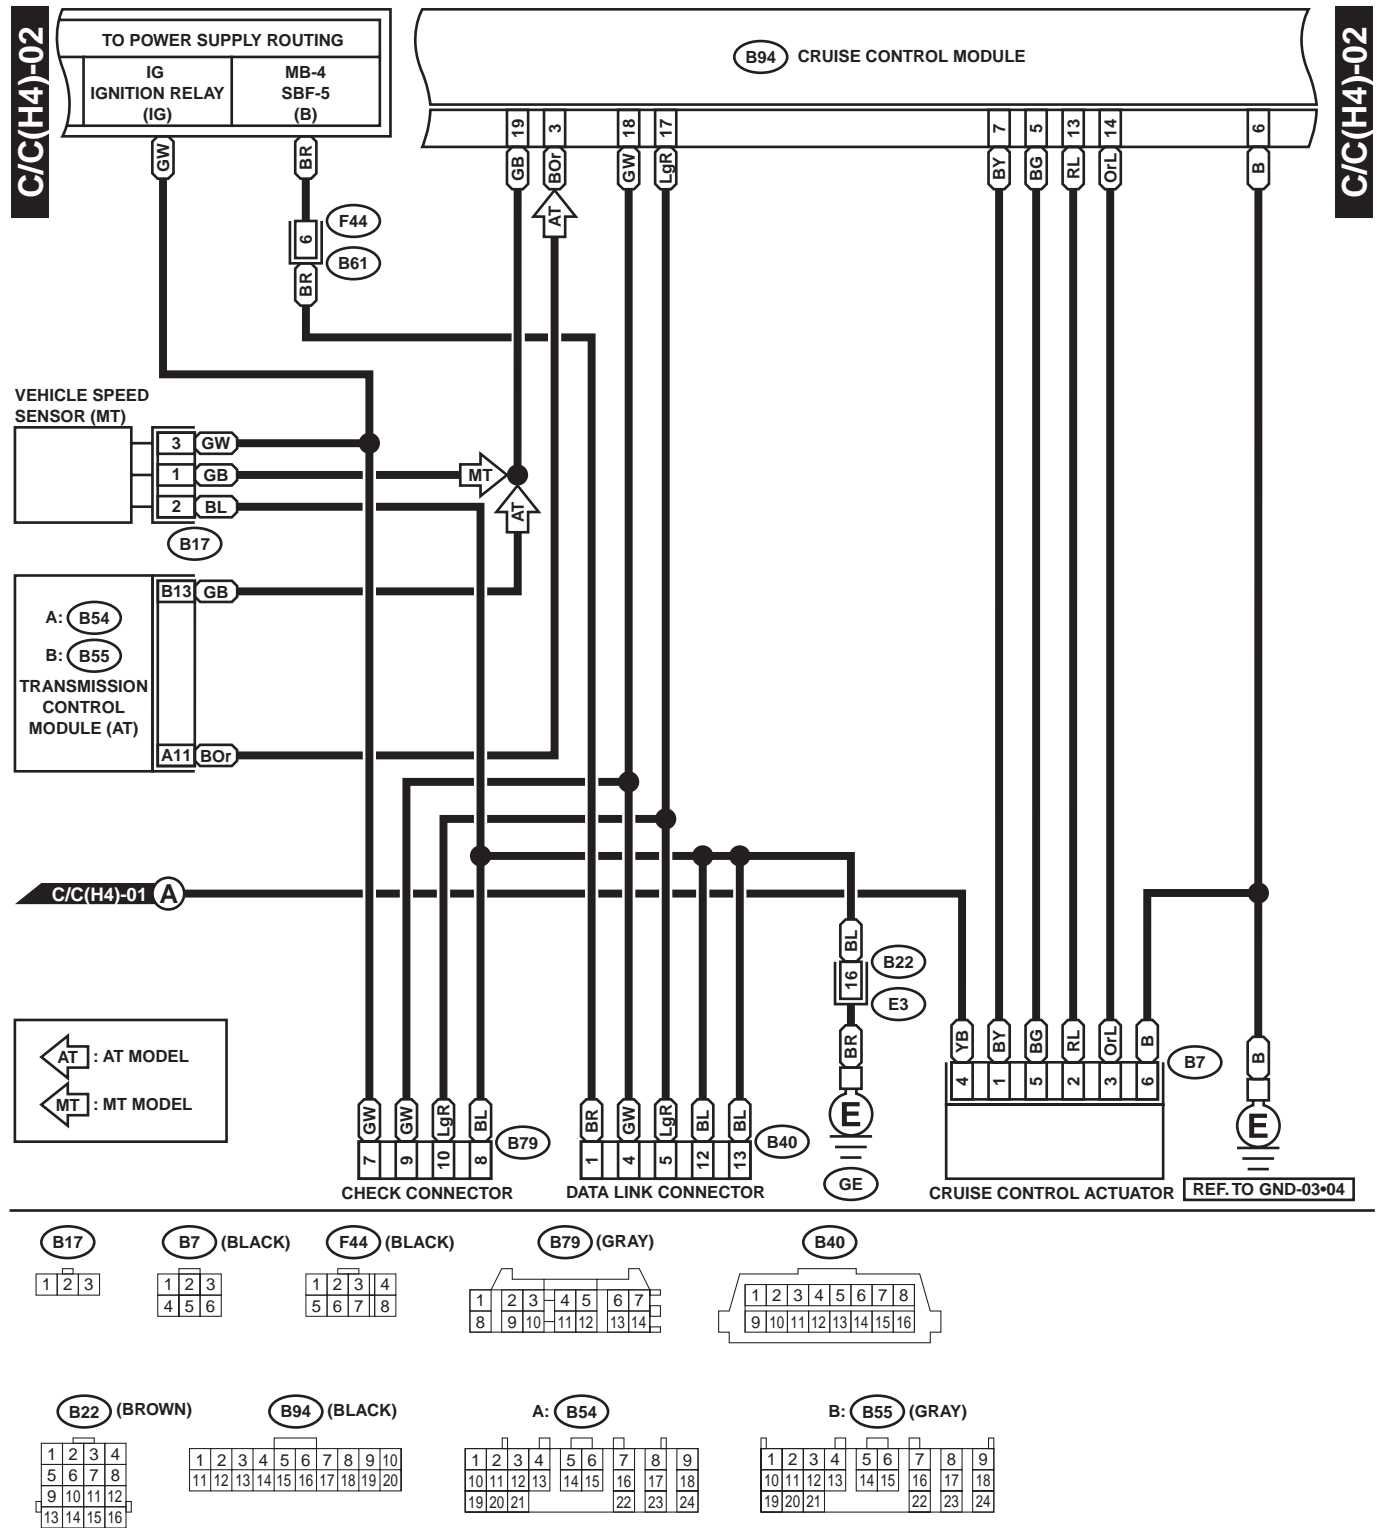 C/C(H4)-02
TO POWER SUPPLY ROUTING
IG
IGNITION RELAY
(IG)
MB-4
SBF-5
(B)
B94 CRUISE CONTROL MODULE
C/C(H4)-02
19 3 18 17 7 5 13 14 6
GW BR GB BOr GW LgR BY BG RL OrL B
6
F44
B61
BR
AT
VEHICLE SPEED
SENSOR (MT)
3 GW
1 GB
2 BL
MT
AT
B17
B13 GB
A: B54
B: B55
TRANSMISSION
CONTROL
MODULE (AT)
A11 BOr
C/C(H4)-01 A
BL
16
B22
E3
BR
E
GE
AT : AT MODEL
MT : MT MODEL
GW GW LgR BL
7 9 10 8
B79
CHECK CONNECTOR
BR GW LgR BL BL
1 4 5 12 13
B40
DATA LINK CONNECTOR
YB BY BG RL OrL B
4 1 5 2 3 6
B7
CRUISE CONTROL ACTUATOR
B
E
REF. TO GND-03•04
B17
1 2 3
B7 (BLACK)
1 2 3
4 5 6
F44 (BLACK)
1 2 3 4
5 6 7 8
B79 (GRAY)
1 2 3 4 5 6 7
8 9 10 11 12 13 14
B40
1 2 3 4 5 6 7 8
9 10 11 12 13 14 15 16
B22 (BROWN)
1 2 3 4
5 6 7 8
9 10 11 12
13 14 15 16
B94 (BLACK)
1 2 3 4 5 6 7 8 9 10
11 12 13 14 15 16 17 18 19 20
A: B54
1 2 3 4 5 6 7 8 9
10 11 12 13 14 15 16 17 18
19 20 21 22 23 24
B: B55 (GRAY)
1 2 3 4 5 6 7 8 9
10 11 12 13 14 15 16 17 18
19 20 21 22 23 24